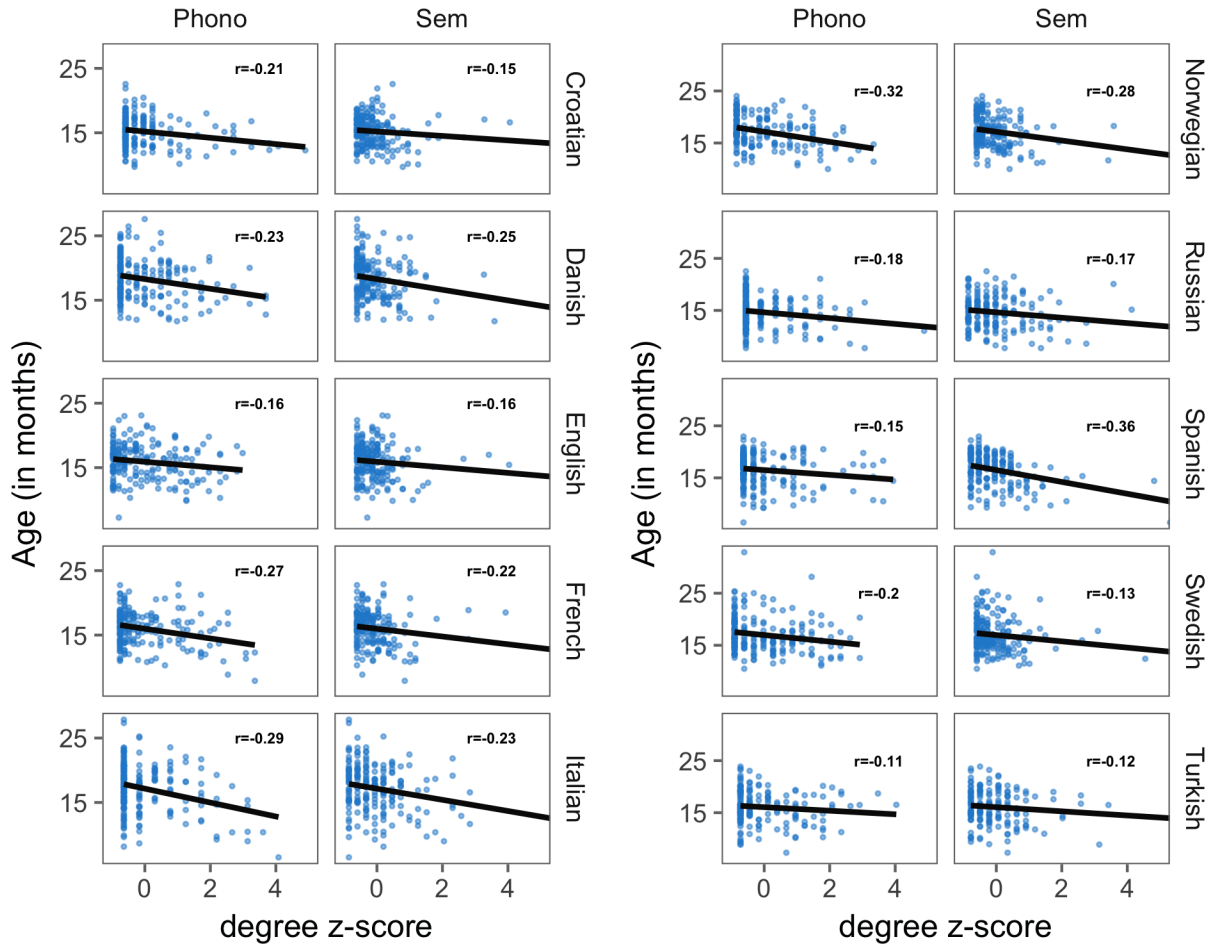 Phono Sem
25 15 r=-0.21 r=-0.15 Croatian
25 15 r=-0.23 r=-0.25 Danish
25 15 r=-0.16 r=-0.16 English
25 15 r=-0.27 r=-0.22 French
25 15 r=-0.29 r=-0.23 Italian
0 2 4 0 2 4
degree z-score
Age (in months)
Phono Sem
25 15 r=-0.32 r=-0.28 Norwegian
25 15 r=-0.18 r=-0.17 Russian
25 15 r=-0.15 r=-0.36 Spanish
25 15 r=-0.2 r=-0.13 Swedish
25 15 r=-0.11 r=-0.12 Turkish
0 2 4 0 2 4
degree z-score
Age (in months)